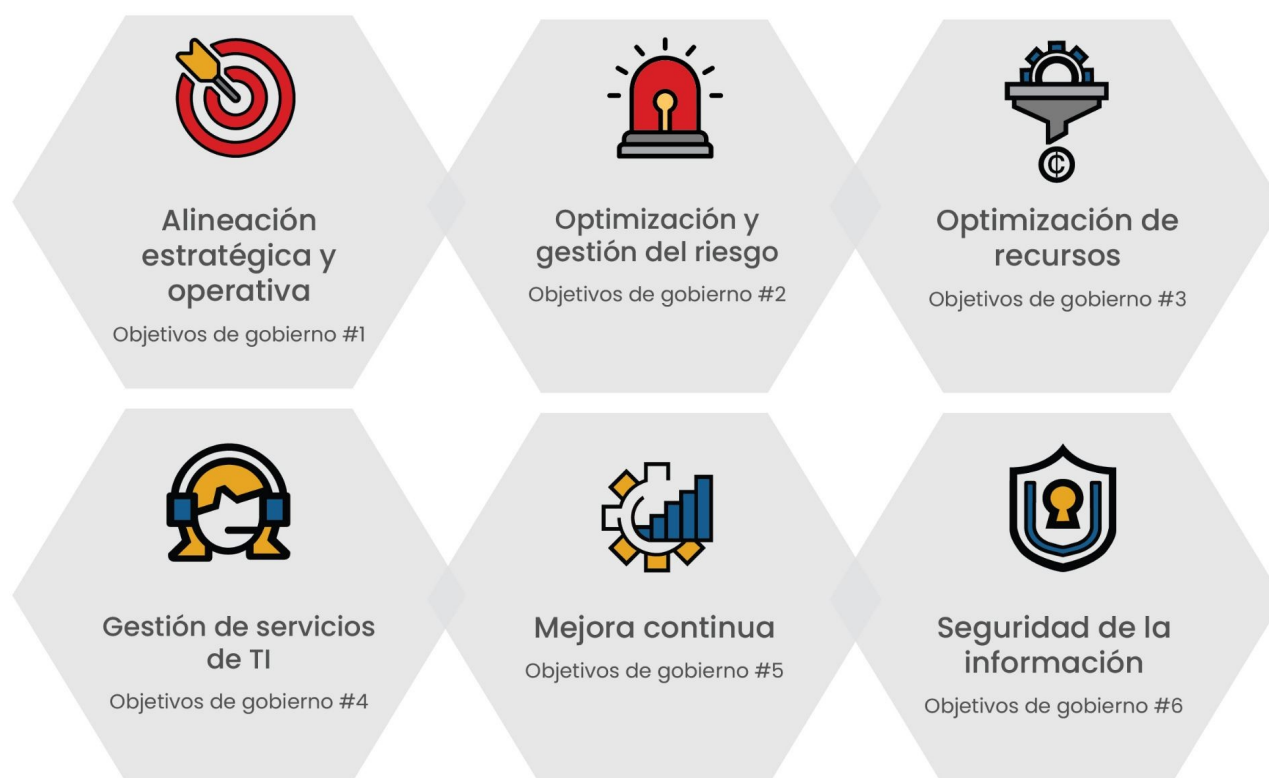 Alineación
estratégica y
operativa
Objetivos de gobierno #1
Optimización y
gestión del riesgo
Objetivos de gobierno #2
₵
Optimización de
recursos
Objetivos de gobierno #3
Gestión de servicios
de TI
Objetivos de gobierno #4
Mejora continua
Objetivos de gobierno #5
Seguridad de la
información
Objetivos de gobierno #6